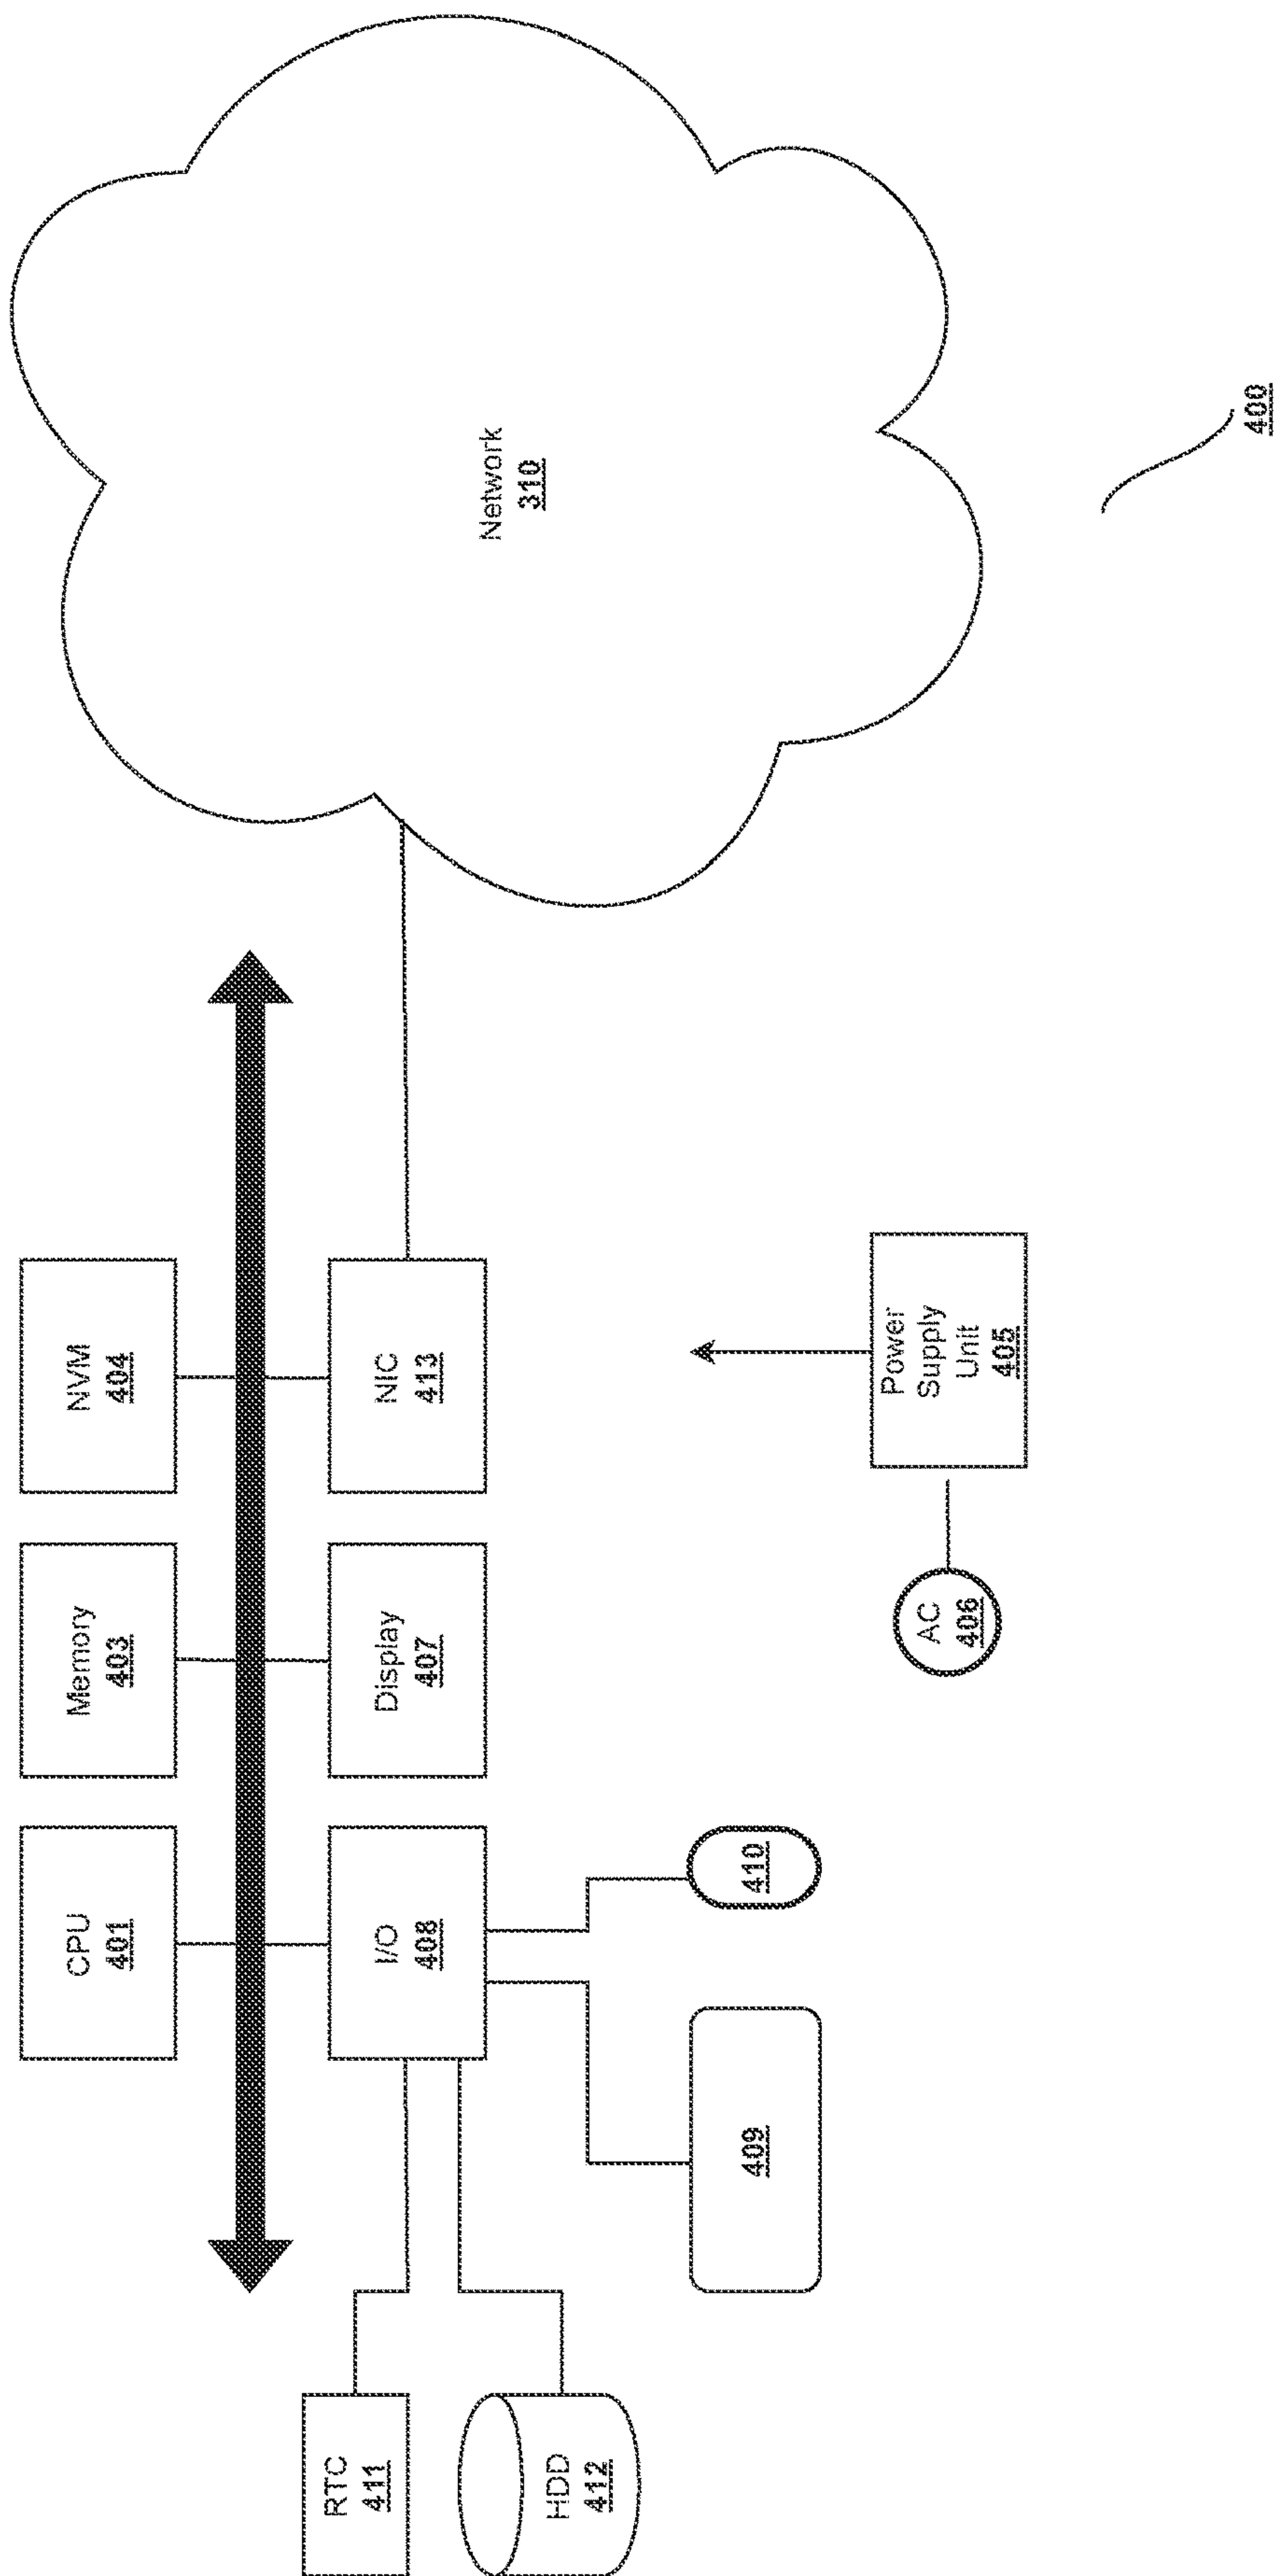 CPU
401
Memory
403
NVM
404
RTC
411
I/O
408
Display
407
NIC
413
Network
310
HDD
412
409
410
AC
406
Power
Supply
Unit
405
400